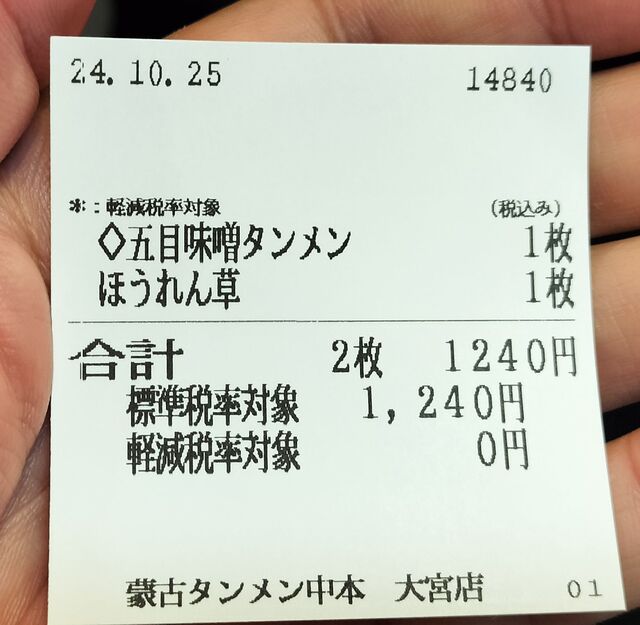 24.10.25 14840
*:軽減税率対象 (税込み)
◇五目味噌タンメン 1枚
ほうれん草 1枚
合計 2枚 1240円
標準税率対象 1,240円
軽減税率対象 0円
蒙古タンメン中本 大宮店 01